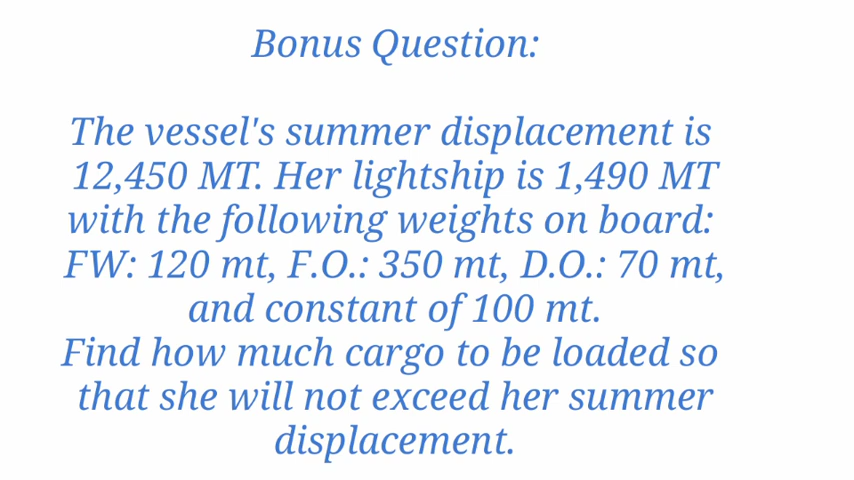 Bonus Question:
The vessel's summer displacement is
12,450 MT. Her lightship is 1,490 MT
with the following weights on board:
FW: 120 mt, F.O.: 350 mt, D.O.: 70 mt,
and constant of 100 mt.
Find how much cargo to be loaded so
that she will not exceed her summer
displacement.